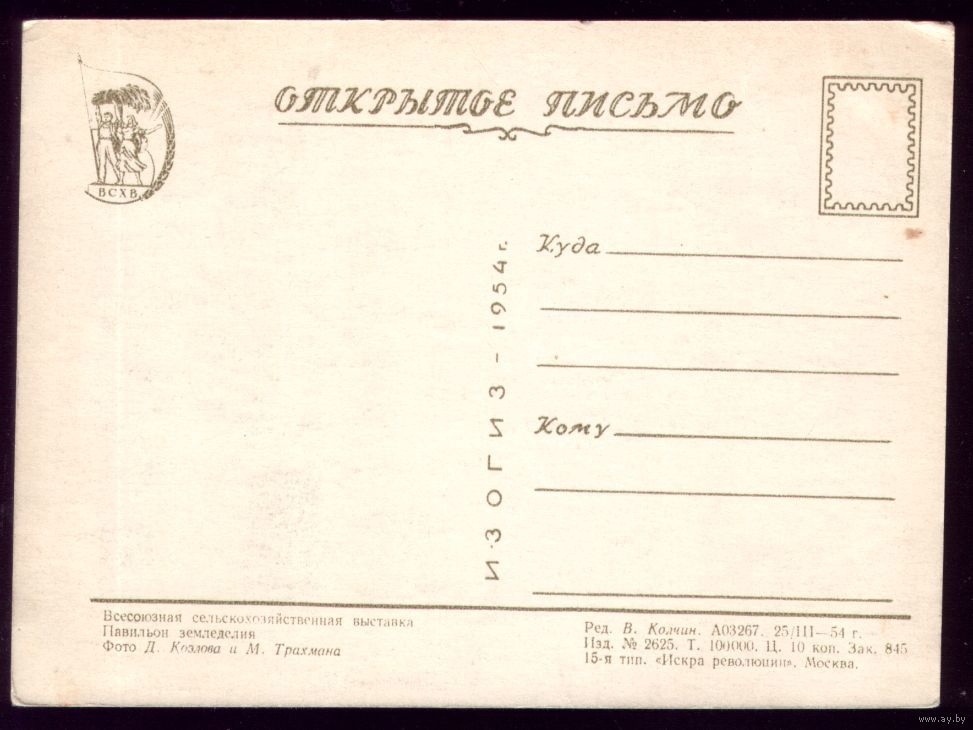 ОТКРЫТОЕ ПИСЬМО
ВСХВ
Куда
Кому
ИЗОГИЗ - 1954 г.
Всесоюзная сельскохозяйственная выставка
Павильон земледелия
Фото Д. Козлова и М. Трахмана
Ред. В. Колчин. А03267. 25/III—54 г.
Изд. № 2625. Т. 100000. Ц. 10 коп. Зак. 845
15-я тип. «Искра революции». Москва.
www.ay.by